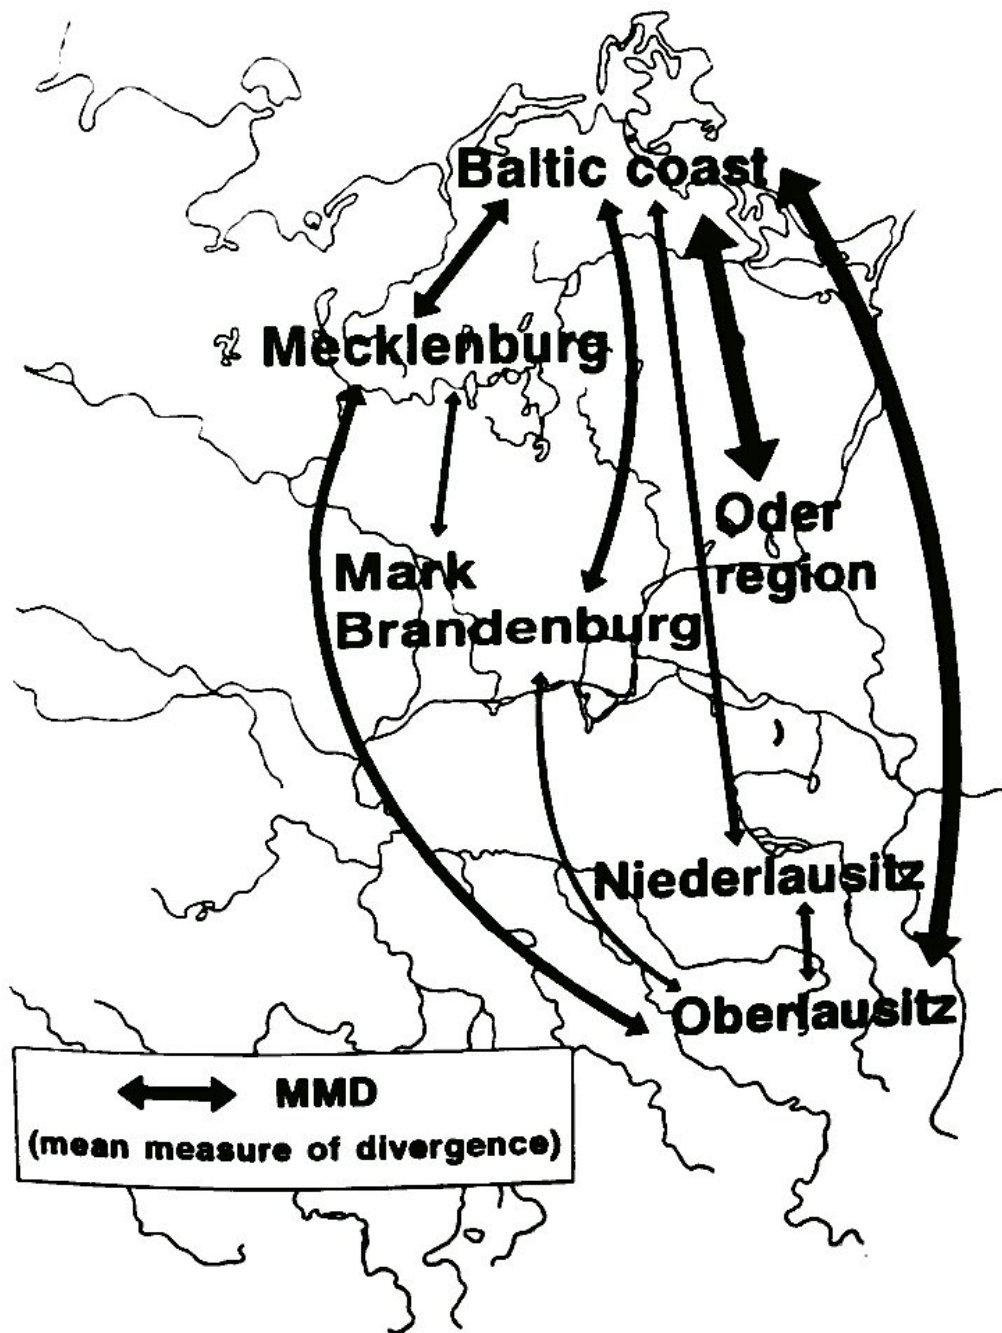 Baltic coast
Mecklenburg
Oder
region
Mark
Brandenburg
Niederlausitz
Oberlausitz
MMD
(mean measure of divergence)